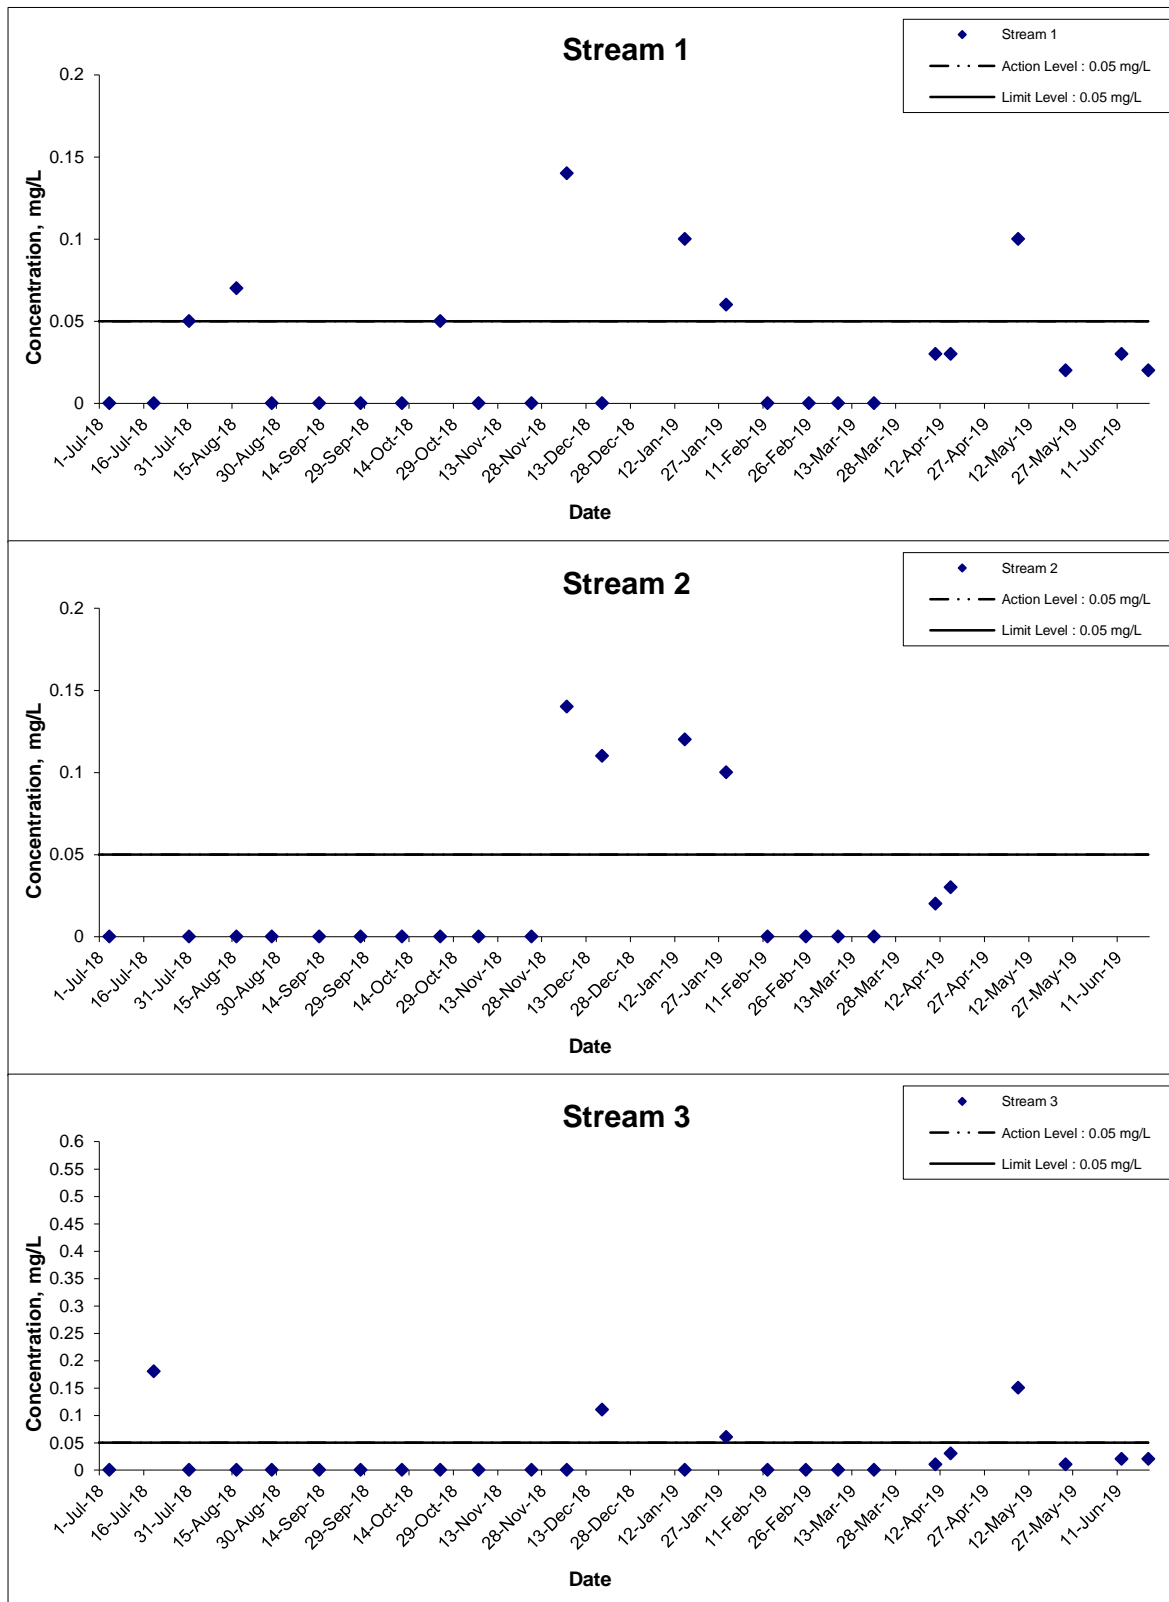 Stream 1
Stream 1
Action Level : 0.05 mg/L
Limit Level : 0.05 mg/L
Concentration, mg/L
0.2
0.15
0.1
0.05
0
1-Jul-18
16-Jul-18
31-Jul-18
15-Aug-18
30-Aug-18
14-Sep-18
29-Sep-18
14-Oct-18
29-Oct-18
13-Nov-18
28-Nov-18
13-Dec-18
28-Dec-18
12-Jan-19
27-Jan-19
11-Feb-19
26-Feb-19
13-Mar-19
28-Mar-19
12-Apr-19
27-Apr-19
12-May-19
27-May-19
11-Jun-19
Date
Stream 2
Stream 2
Action Level : 0.05 mg/L
Limit Level : 0.05 mg/L
Concentration, mg/L
0.2
0.15
0.1
0.05
0
1-Jul-18
16-Jul-18
31-Jul-18
15-Aug-18
30-Aug-18
14-Sep-18
29-Sep-18
14-Oct-18
29-Oct-18
13-Nov-18
28-Nov-18
13-Dec-18
28-Dec-18
12-Jan-19
27-Jan-19
11-Feb-19
26-Feb-19
13-Mar-19
28-Mar-19
12-Apr-19
27-Apr-19
12-May-19
27-May-19
11-Jun-19
Date
Stream 3
Stream 3
Action Level : 0.05 mg/L
Limit Level : 0.05 mg/L
Concentration, mg/L
0.6
0.55
0.5
0.45
0.4
0.35
0.3
0.25
0.2
0.15
0.1
0.05
0
1-Jul-18
16-Jul-18
31-Jul-18
15-Aug-18
30-Aug-18
14-Sep-18
29-Sep-18
14-Oct-18
29-Oct-18
13-Nov-18
28-Nov-18
13-Dec-18
28-Dec-18
12-Jan-19
27-Jan-19
11-Feb-19
26-Feb-19
13-Mar-19
28-Mar-19
12-Apr-19
27-Apr-19
12-May-19
27-May-19
11-Jun-19
Date